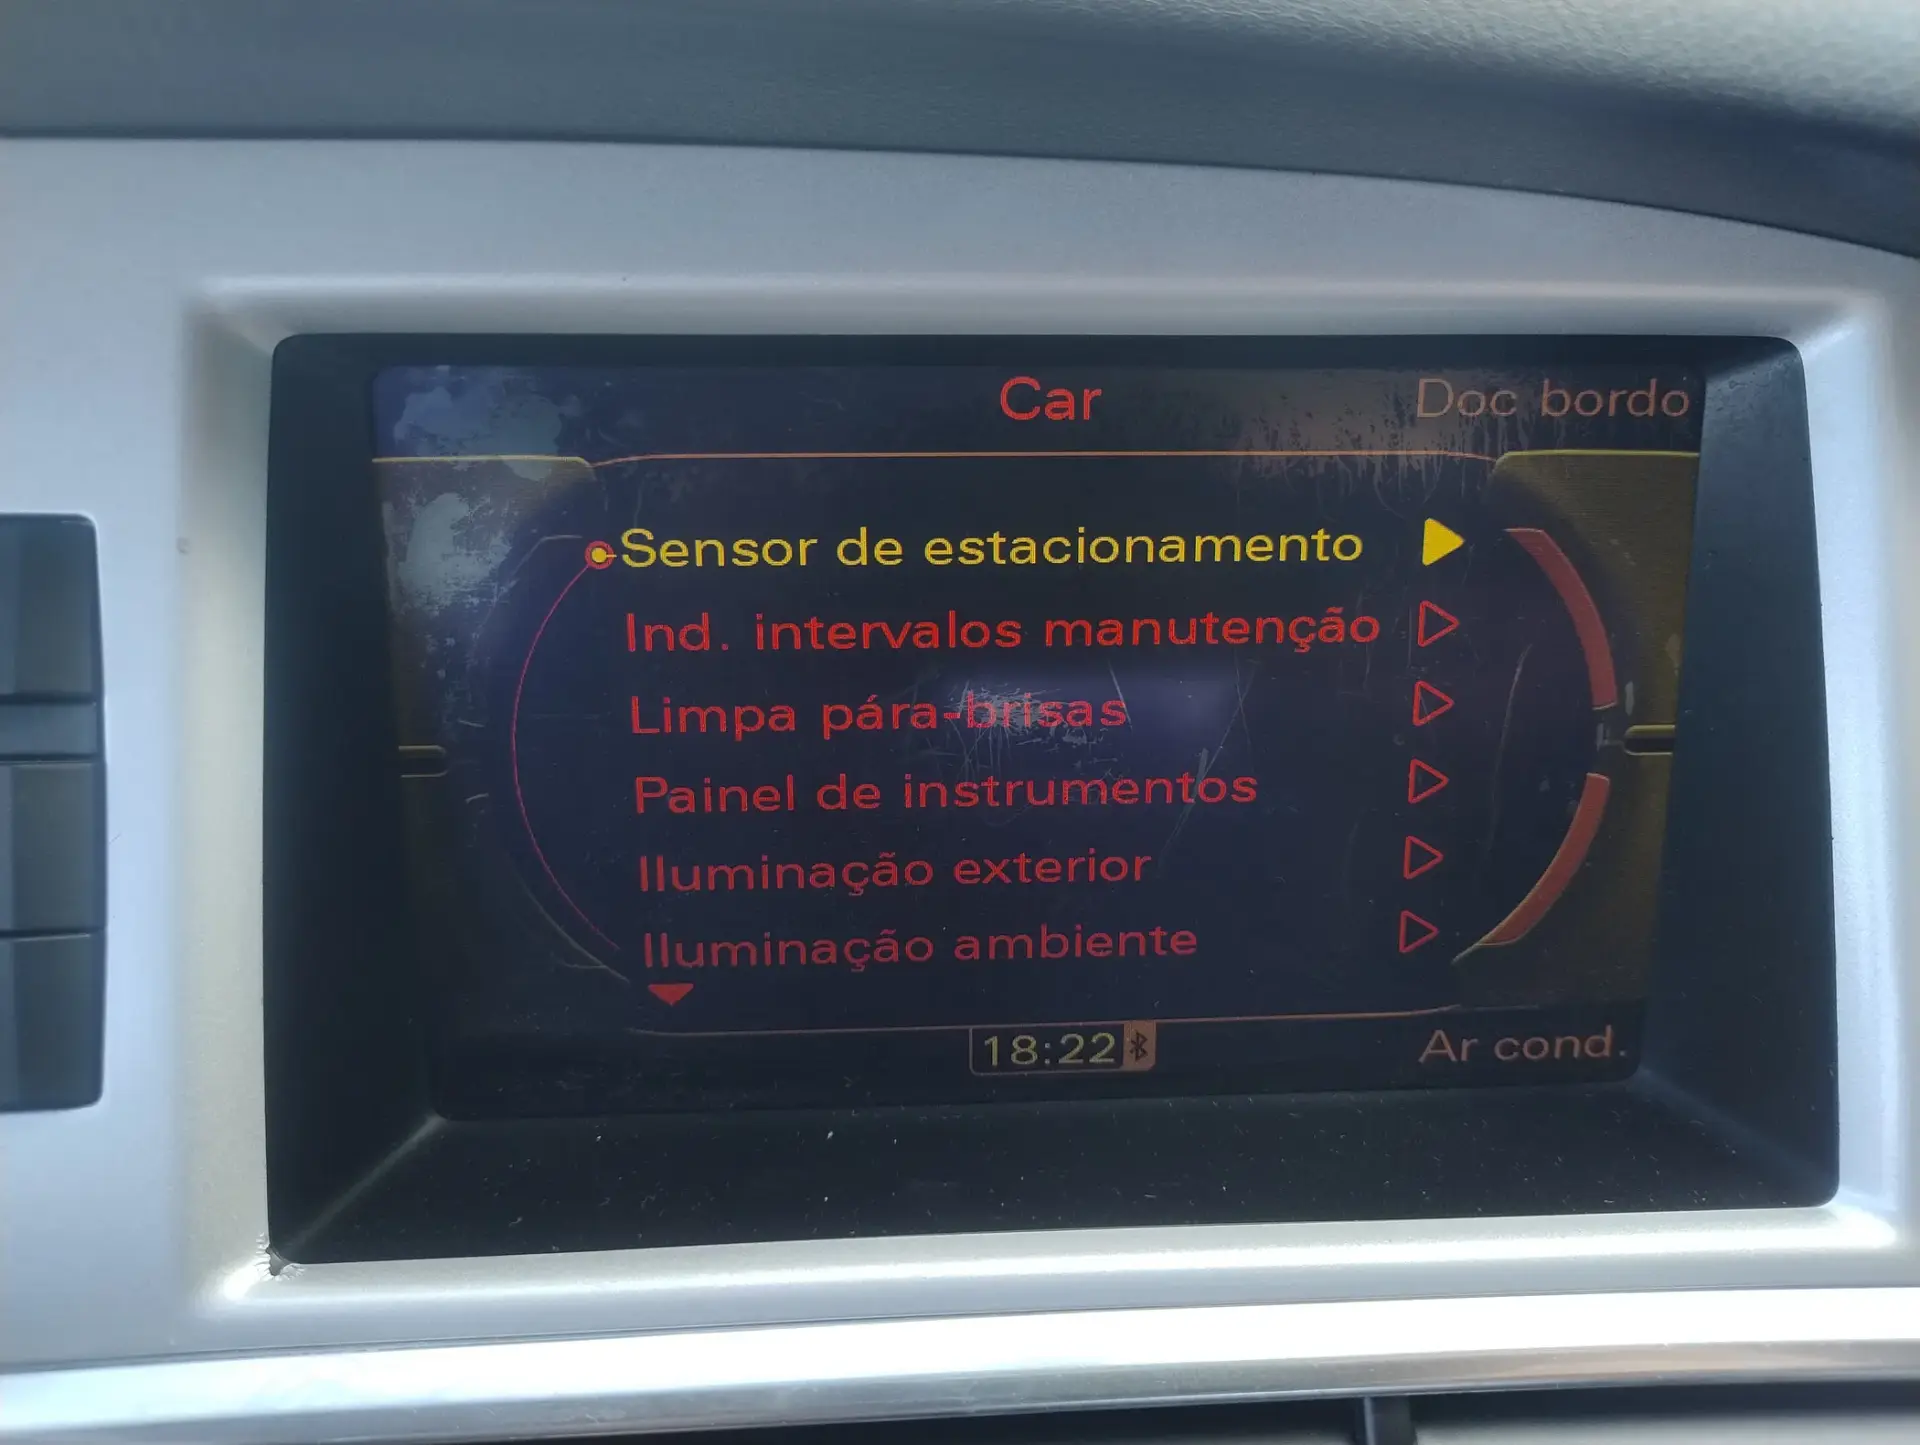 Car
Doc bordo
Sensor de estacionamento
Ind. intervalos manutenção
Limpa pára-brisas
Painel de instrumentos
Iluminação exterior
Iluminação ambiente
18:22
Ar cond.